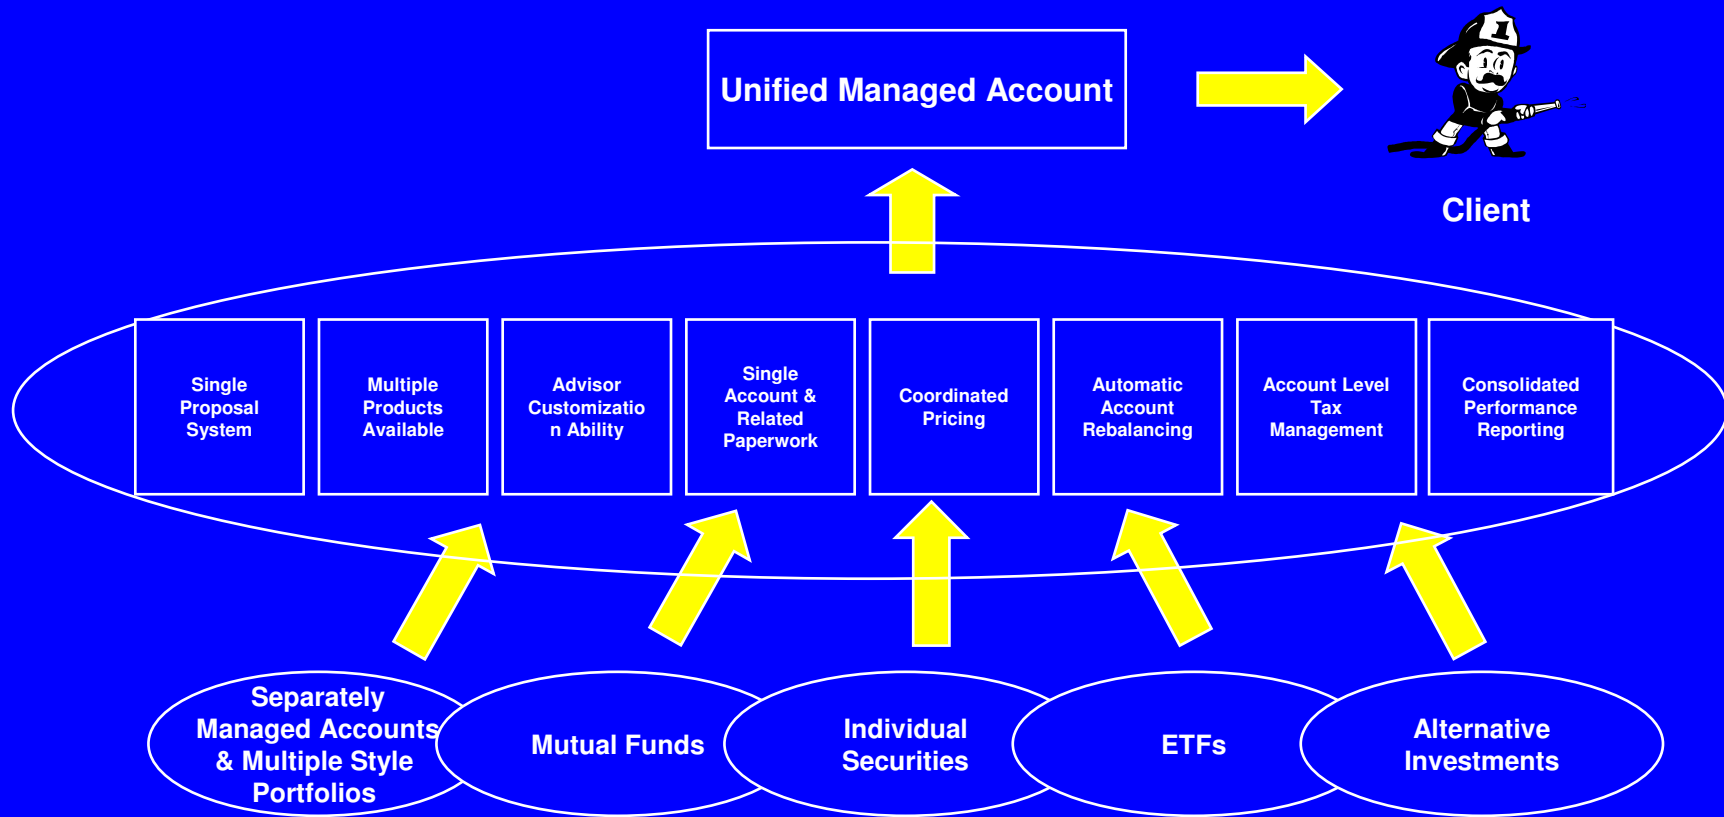 1
Unified Managed Account
Client
Single
Proposal
System
Multiple
Products
Available
Advisor
Customizatio
n Ability
Single
Account &
Related
Paperwork
Coordinated
Pricing
Automatic
Account
Rebalancing
Account Level
Tax
Management
Consolidated
Performance
Reporting
Separately
Managed Accounts
& Multiple Style
Portfolios
Mutual Funds
Individual
Securities
ETFs
Alternative
Investments